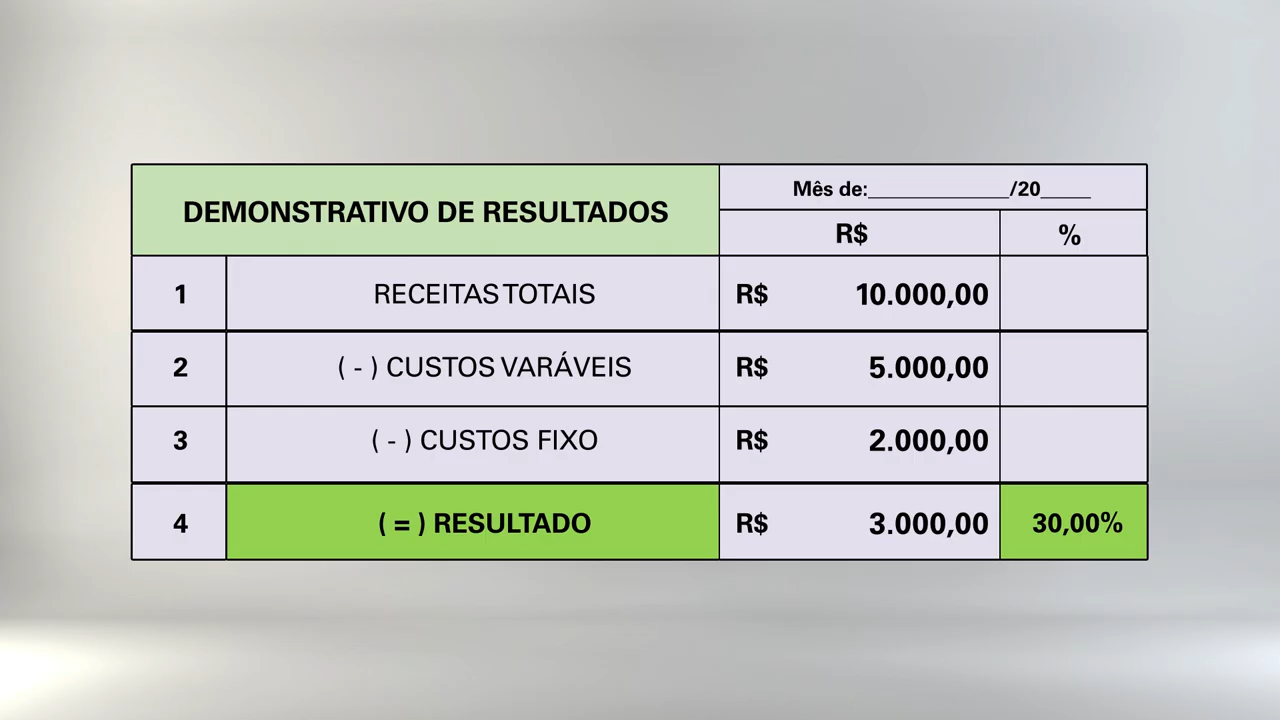 DEMONSTRATIVO DE RESULTADOS
Mês de:______________/20_____
R$ %
1 RECEITAS TOTAIS R$ 10.000,00
2 ( - ) CUSTOS VARÁVEIS R$ 5.000,00
3 ( - ) CUSTOS FIXO R$ 2.000,00
4 ( = ) RESULTADO R$ 3.000,00 30,00%